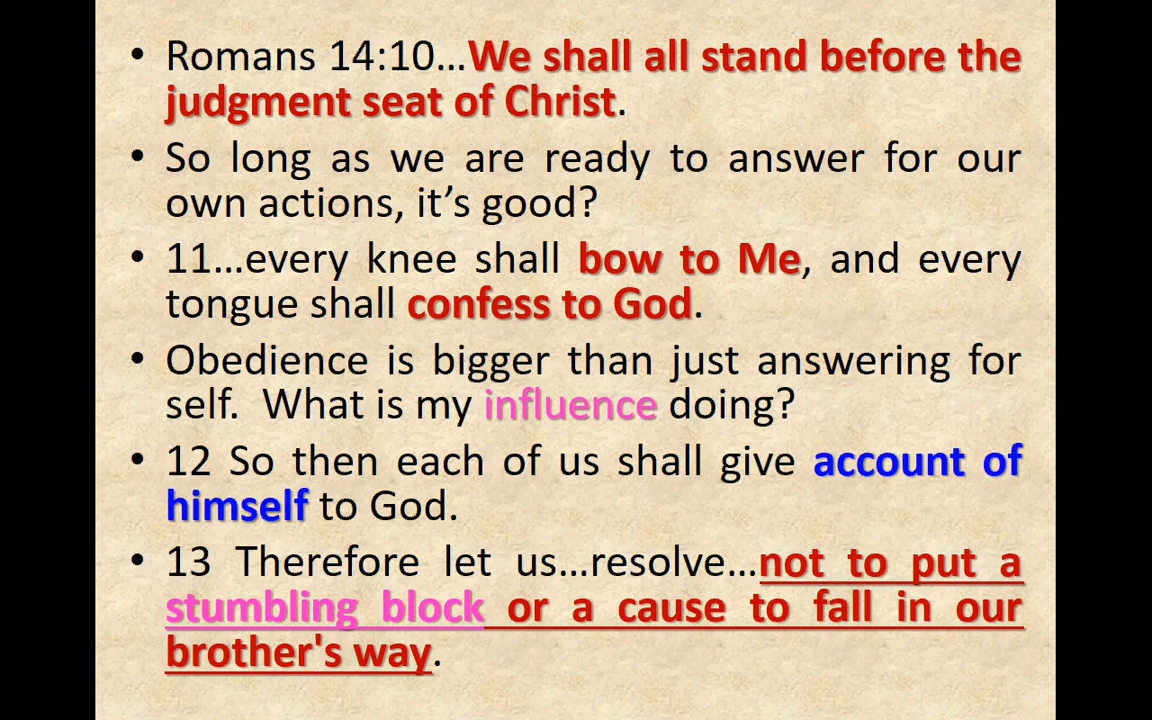 • Romans 14:10…We shall all stand before the
judgment seat of Christ.
• So long as we are ready to answer for our
own actions, it’s good?
• 11…every knee shall bow to Me, and every
tongue shall confess to God.
• Obedience is bigger than just answering for
self.  What is my influence doing?
• 12 So then each of us shall give account of
himself to God.
• 13 Therefore let us…resolve…not to put a
stumbling block or a cause to fall in our
brother's way.